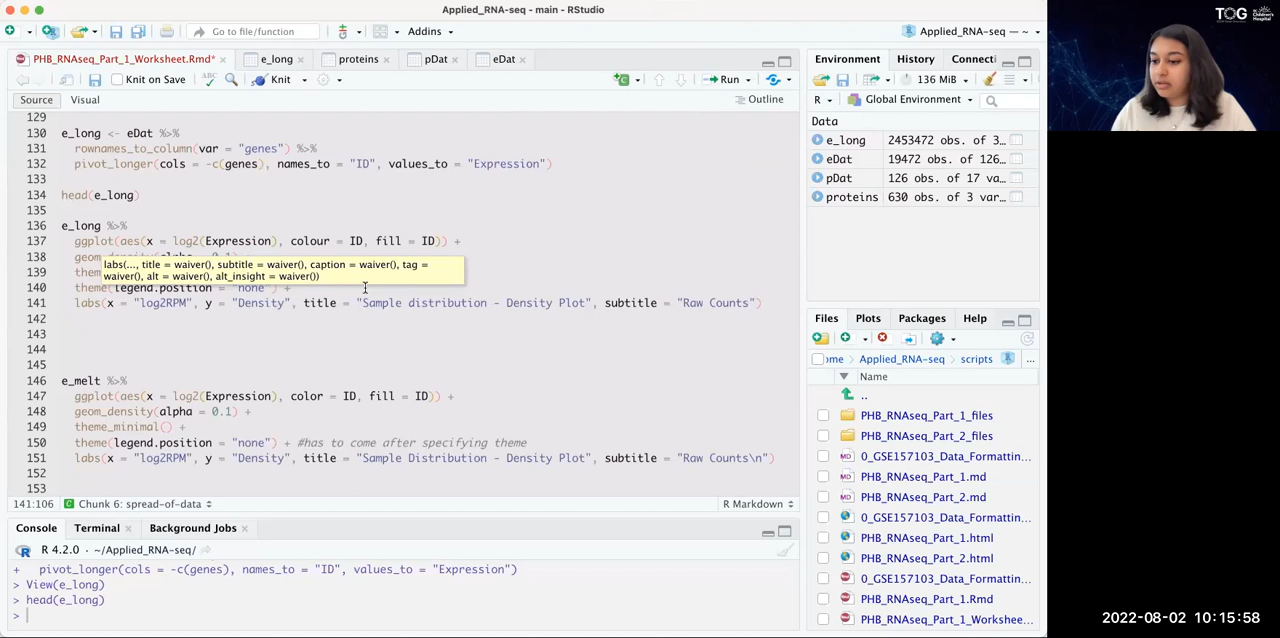 Applied_RNA-seq - main - RStudio
Go to file/function
Addins
Applied_RNA-seq — ~
PHB_RNAseq_Part_1_Worksheet.Rmd*
e_long
proteins
pDat
eDat
Knit on Save
ABC
Knit
Run
Source
Visual
Outline
129
130 e_long <- eDat %>%
131 rownames_to_column(var = "genes") %>%
132 pivot_longer(cols = -c(genes), names_to = "ID", values_to = "Expression")
133
134 head(e_long)
135
136 e_long %>%
137 ggplot(aes(x = log2(Expression), colour = ID, fill = ID)) +
138
labs(..., title = waiver(), subtitle = waiver(), caption = waiver(), tag =
waiver(), alt = waiver(), alt_insight = waiver())
139 them
140 theme(legend.position = "none") +
141 labs(x = "log2RPM", y = "Density", title = "Sample distribution - Density Plot", subtitle = "Raw Counts")
142
143
144
145
146 e_melt %>%
147 ggplot(aes(x = log2(Expression), color = ID, fill = ID)) +
148 geom_density(alpha = 0.1) +
149 theme_minimal() +
150 theme(legend.position = "none") + #has to come after specifying theme
151 labs(x = "log2RPM", y = "Density", title = "Sample Distribution - Density Plot", subtitle = "Raw Counts\n")
152
153
141:106
Chunk 6: spread-of-data
R Markdown
Console
Terminal
Background Jobs
R 4.2.0 · ~/Applied_RNA-seq/
+ pivot_longer(cols = -c(genes), names_to = "ID", values_to = "Expression")
> View(e_long)
> head(e_long)
>
Environment
History
Connecti
136 MiB
R
Global Environment
Data
e_long 2453472 obs. of 3…
eDat 19472 obs. of 126…
pDat 126 obs. of 17 va…
proteins 630 obs. of 3 var…
Files
Plots
Packages
Help
ome
Applied_RNA-seq
scripts
...
Name
..
PHB_RNAseq_Part_1_files
PHB_RNAseq_Part_2_files
0_GSE157103_Data_Formattin…
PHB_RNAseq_Part_1.md
PHB_RNAseq_Part_2.md
0_GSE157103_Data_Formattin…
PHB_RNAseq_Part_1.html
PHB_RNAseq_Part_2.html
0_GSE157103_Data_Formattin…
PHB_RNAseq_Part_1.Rmd
PHB_RNAseq_Part_1_Workshee…
TOG
2022-08-02 10:15:58